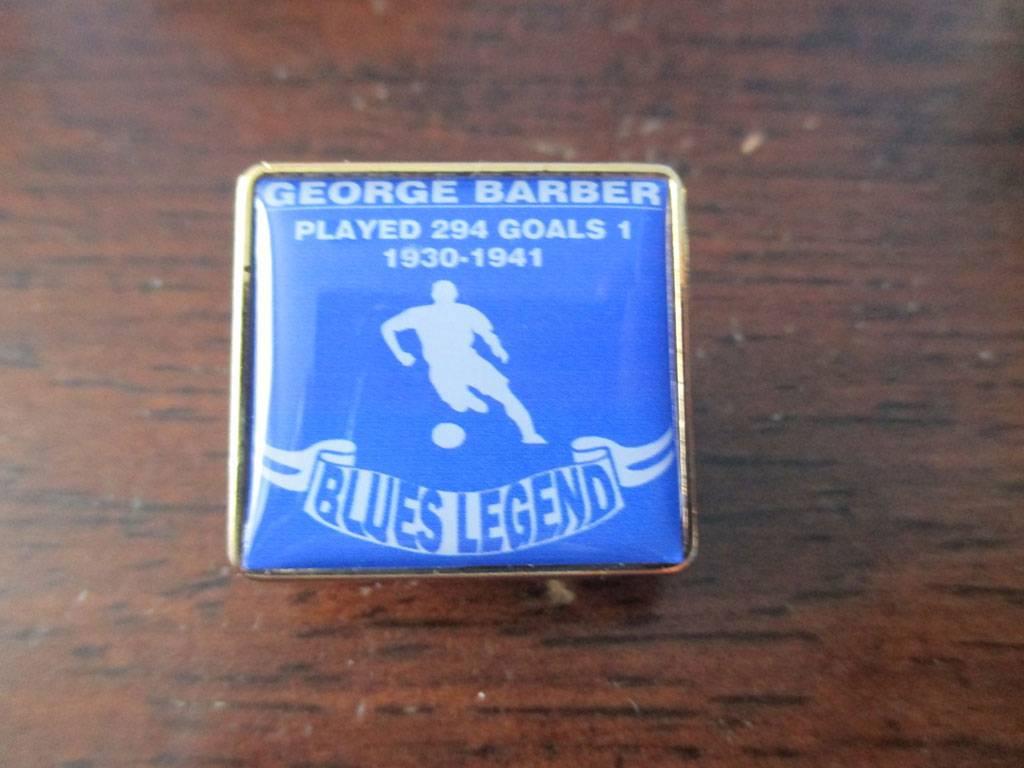 GEORGE BARBER
PLAYED 294 GOALS 1
1930-1941
BLUES LEGEND